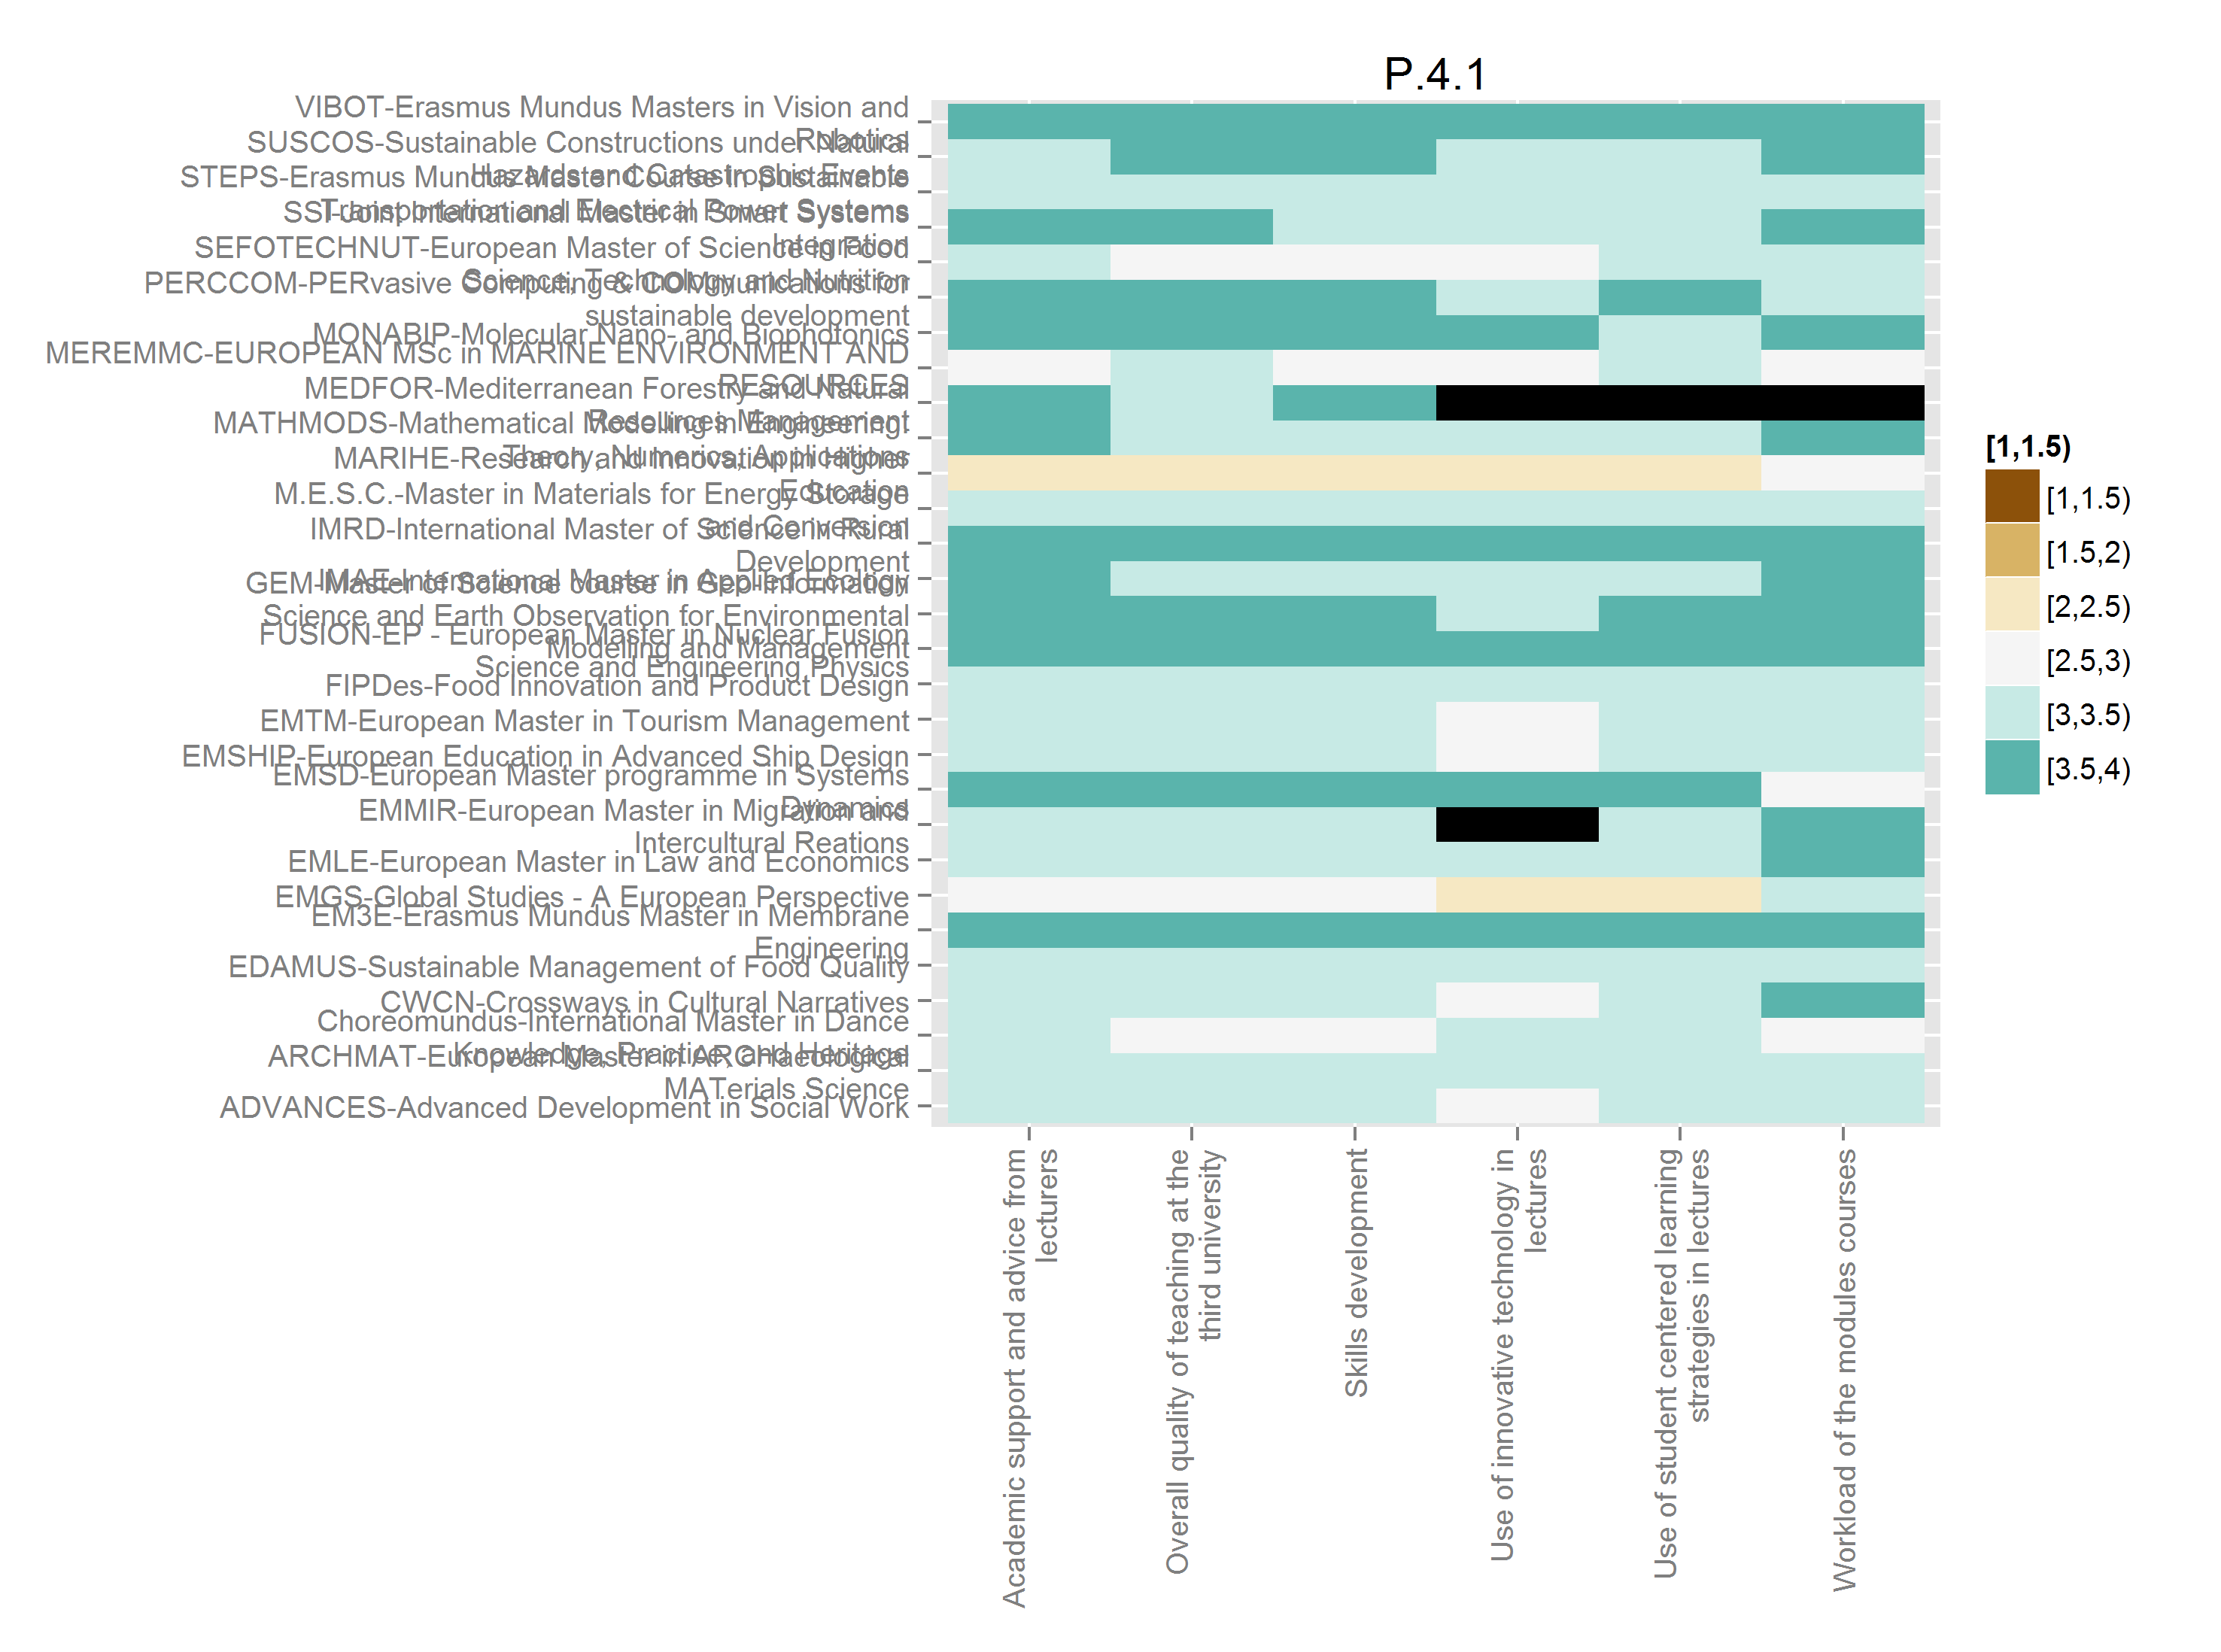 P.4.1
VIBOT-Erasmus Mundus Masters in Vision and
Robotics
SUSCOS-Sustainable Constructions under Natural
Hazards and Catastrophic Events
STEPS-Erasmus Mundus Master Course in Sustainable
Transportation and Electrical Power Systems
SSI-Joint International Master in Smart Systems
Integration
SEFOTECHNUT-European Master of Science in Food
Science, Technology and Nutrition
PERCCOM-PERvasive Computing & COMmunications for
sustainable development
MONABIP-Molecular Nano- and Biophotonics
MEREMMC-EUROPEAN MSc in MARINE ENVIRONMENT AND
RESOURCES
MEDFOR-Mediterranean Forestry and Natural
Resources Management
MATHMODS-Mathematical Modelling in Engineering:
Theory, Numerics, Applications
MARIHE-Research and Innovation in Higher
Education
M.E.S.C.-Master in Materials for Energy Storage
and Conversion
IMRD-International Master of Science in Rural
Development
IMAE-International Master in Applied Ecology
GEM-Master of Science course in Geo-Information
Science and Earth Observation for Environmental
Modelling and Management
FUSION-EP - European Master in Nuclear Fusion
Science and Engineering Physics
FIPDes-Food Innovation and Product Design
EMTM-European Master in Tourism Management
EMSHIP-European Education in Advanced Ship Design
EMSD-European Master programme in Systems
Dynamics
EMMIR-European Master in Migration and
Intercultural Reations
EMLE-European Master in Law and Economics
EMGS-Global Studies - A European Perspective
EM3E-Erasmus Mundus Master in Membrane
Engineering
EDAMUS-Sustainable Management of Food Quality
CWCN-Crossways in Cultural Narratives
Choreomundus-International Master in Dance
Knowledge, Practice, and Heritage
ARCHMAT-European Master in ARCHaeological
MATerials Science
ADVANCES-Advanced Development in Social Work
Academic support and advice from
lecturers
Overall quality of teaching at the
third university
Skills development
Use of innovative technology in
lectures
Use of student centered learning
strategies in lectures
Workload of the modules courses
[1,1.5)
[1,1.5)
[1.5,2)
[2,2.5)
[2.5,3)
[3,3.5)
[3.5,4)